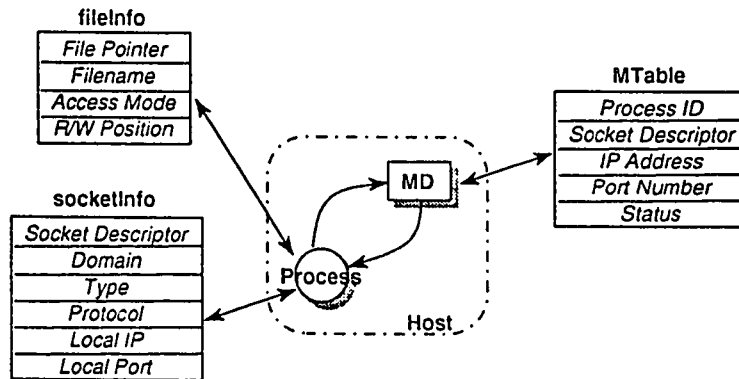 fileInfo
File Pointer
Filename
Access Mode
R/W Position
socketInfo
Socket Descriptor
Domain
Type
Protocol
Local IP
Local Port
MD
Process
Host
MTable
Process ID
Socket Descriptor
IP Address
Port Number
Status